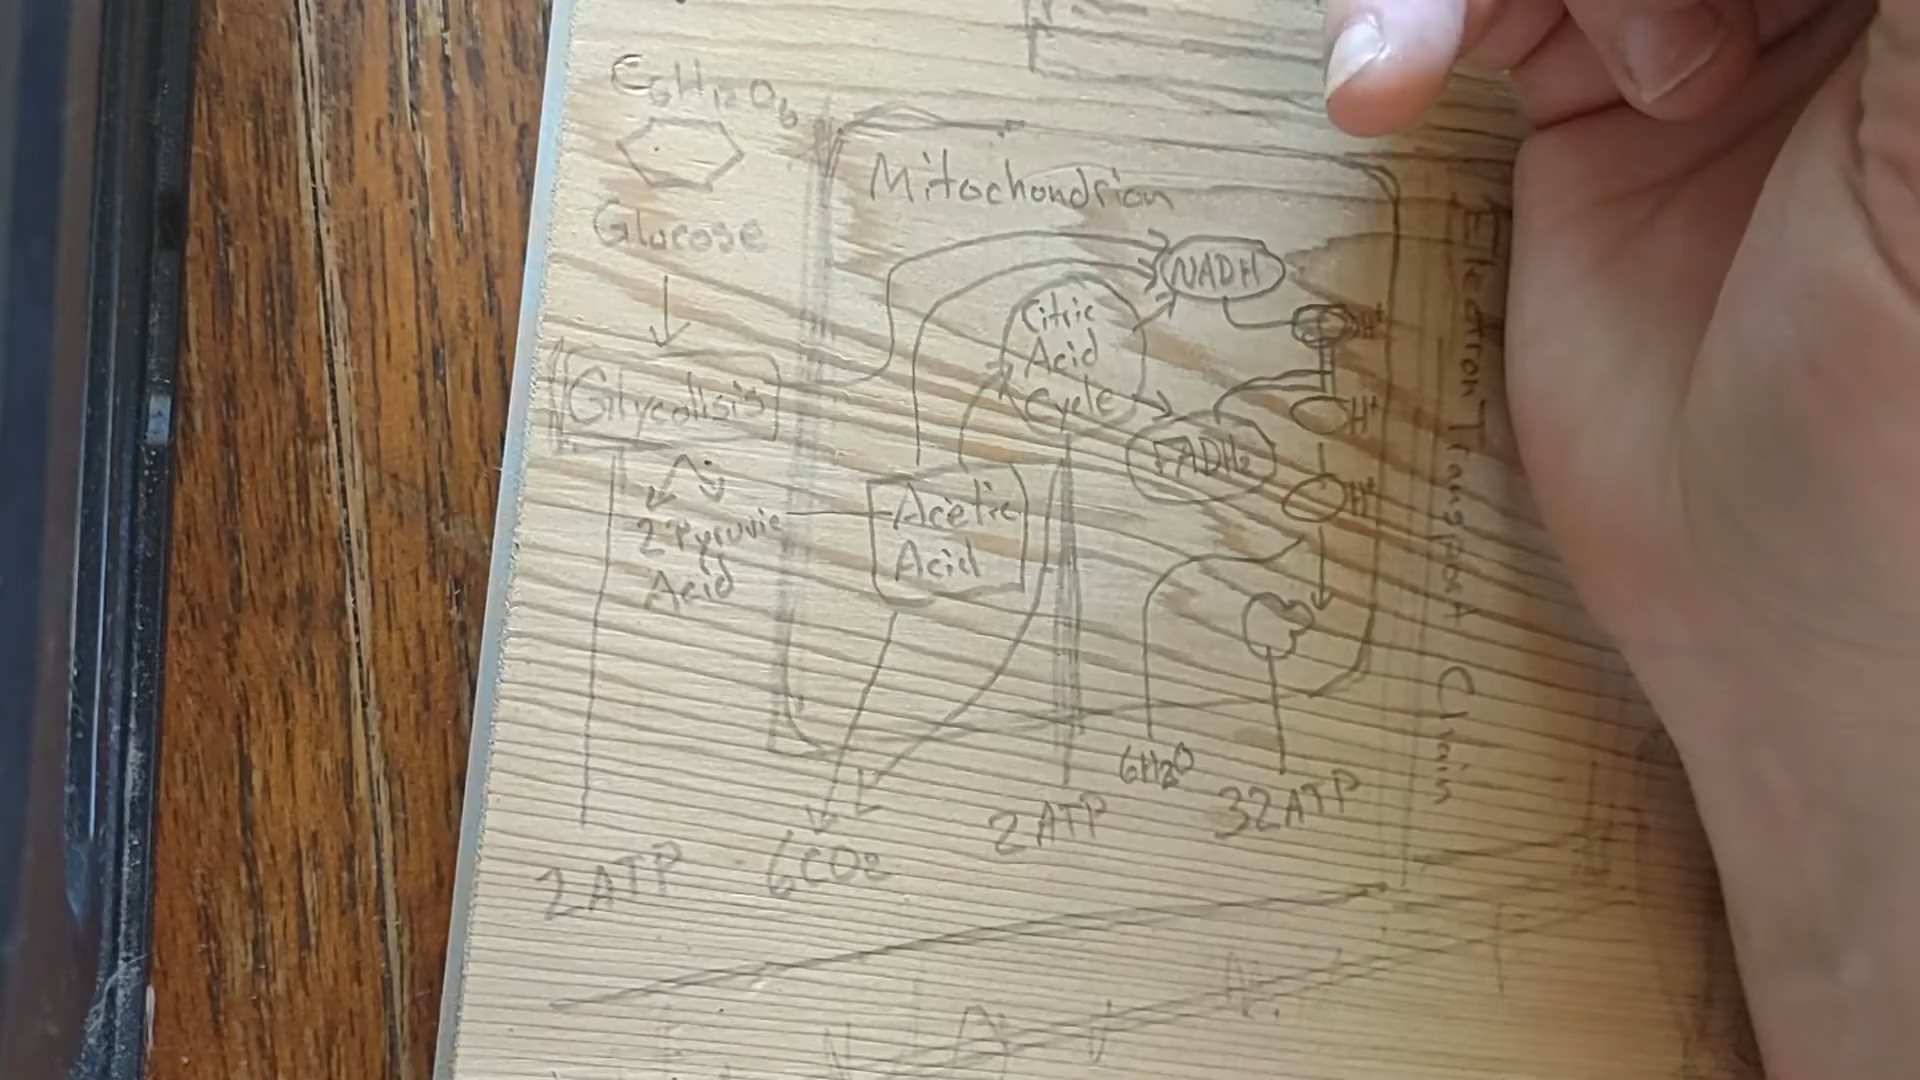 C6H12O6
Glucose
Glycollsis
2 Pyruvic
Acid
2ATP
Mitochondrion
Citric
Acid
Cycle
NADH
FADH2
H+
H+
H+
Acetic
Acid
6CO2
2ATP
6H2O
32ATP
Electron Transport Chain